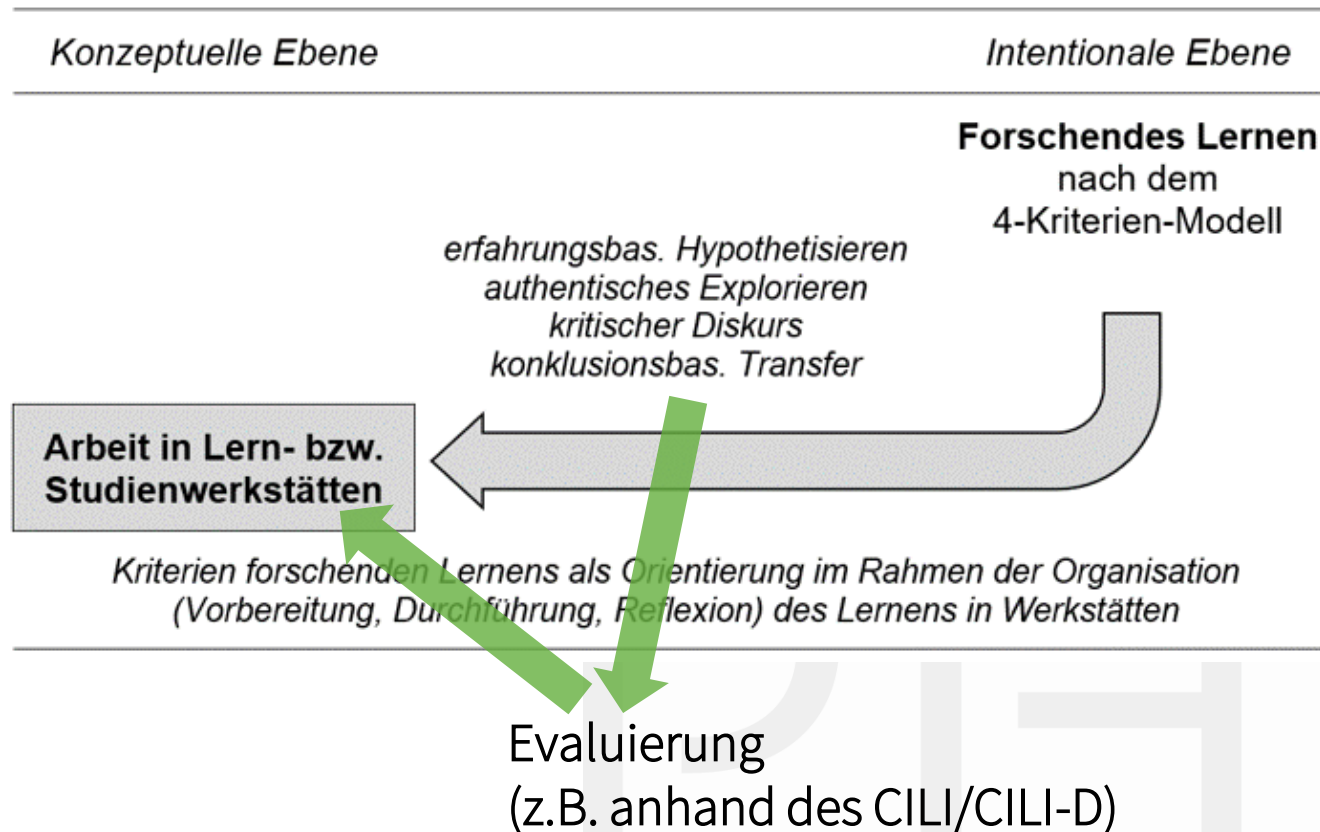 Konzeptuelle Ebene
Intentionale Ebene
Forschendes Lernen
nach dem
4-Kriterien-Modell
erfahrungsbas. Hypothetisieren
authentisches Explorieren
kritischer Diskurs
konklusionsbas. Transfer
Arbeit in Lern- bzw.
Studienwerkstätten
Kriterien forschenden Lernens als Orientierung im Rahmen der Organisation
(Vorbereitung, Durchführung, Reflexion) des Lernens in Werkstätten
Evaluierung
(z.B. anhand des CILI/CILI-D)